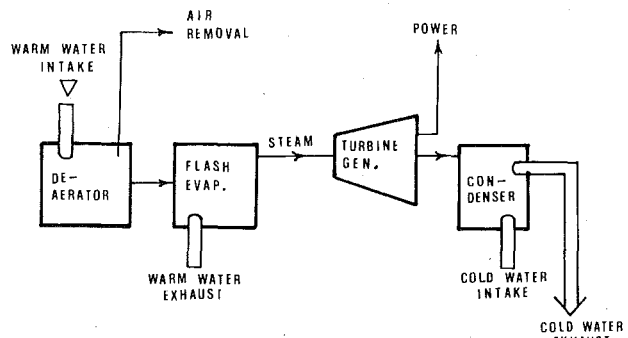 AIR
REMOVAL
WARM WATER
INTAKE
POWER
DE-
AERATOR
FLASH
EVAP.
STEAM
TURBINE
GEN.
CON-
DENSER
WARM WATER
EXHAUST
COLD WATER
INTAKE
COLD WATER